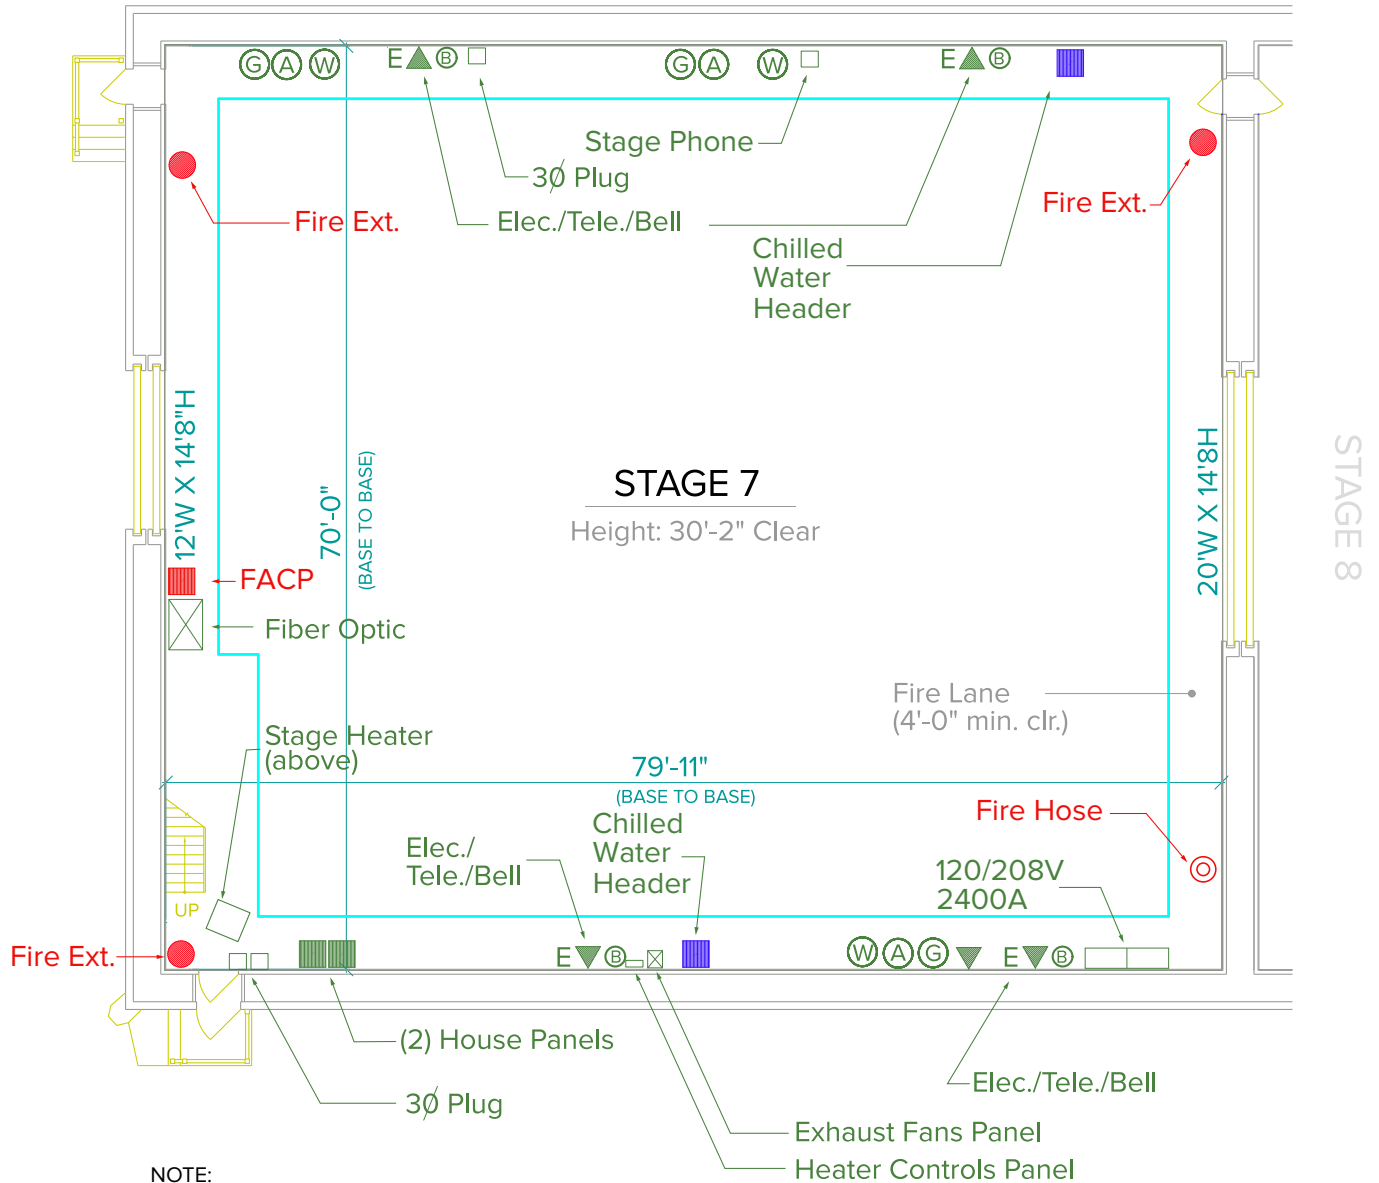 G A W E B G A W E B
Stage Phone
30 Plug
Fire Ext.
Elec./Tele./Bell
Fire Ext.
Chilled
Water
Header
12'W X 14'8"H
70'-0"
(BASE TO BASE)
STAGE 7
Height: 30'-2" Clear
20'W X 14'8H
STAGE 8
FACP
Fiber Optic
Fire Lane
(4'-0" min. clr.)
Stage Heater
(above)
79'-11"
(BASE TO BASE)
Fire Hose
Chilled
Water
Header
Elec./
Tele./Bell
120/208V
2400A
UP
Fire Ext.
E B W A G E B
(2) House Panels
30 Plug
Elec./Tele./Bell
Exhaust Fans Panel
Heater Controls Panel
NOTE: